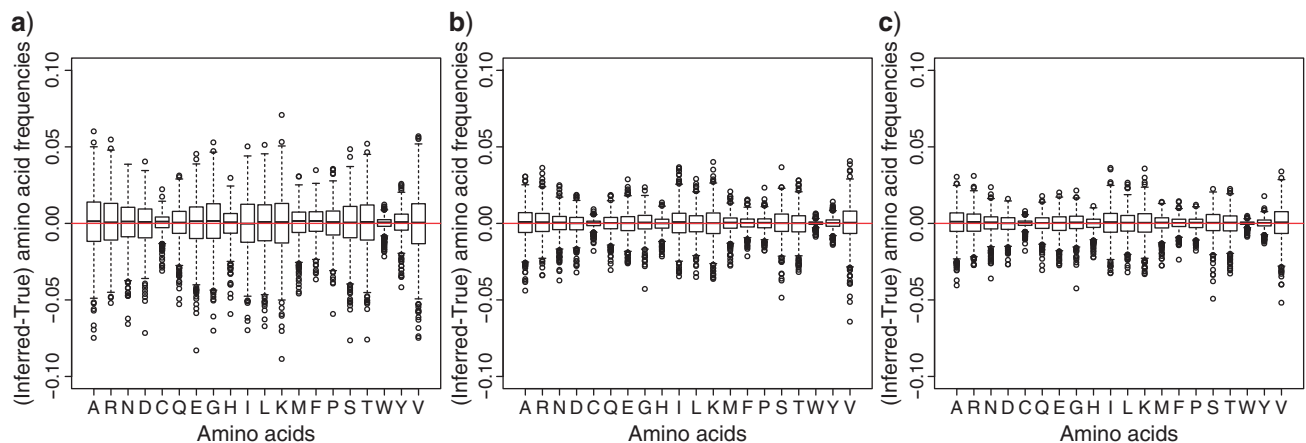 a)
(Inferred-True) amino acid frequencies
0.10
0.05
0.00
−0.05
−0.10
A R N D C Q E G H I L K M F P S T W Y V
Amino acids
b)
(Inferred-True) amino acid frequencies
0.10
0.05
0.00
−0.05
−0.10
A R N D C Q E G H I L K M F P S T W Y V
Amino acids
c)
(Inferred-True) amino acid frequencies
0.10
0.05
0.00
−0.05
−0.10
A R N D C Q E G H I L K M F P S T W Y V
Amino acids